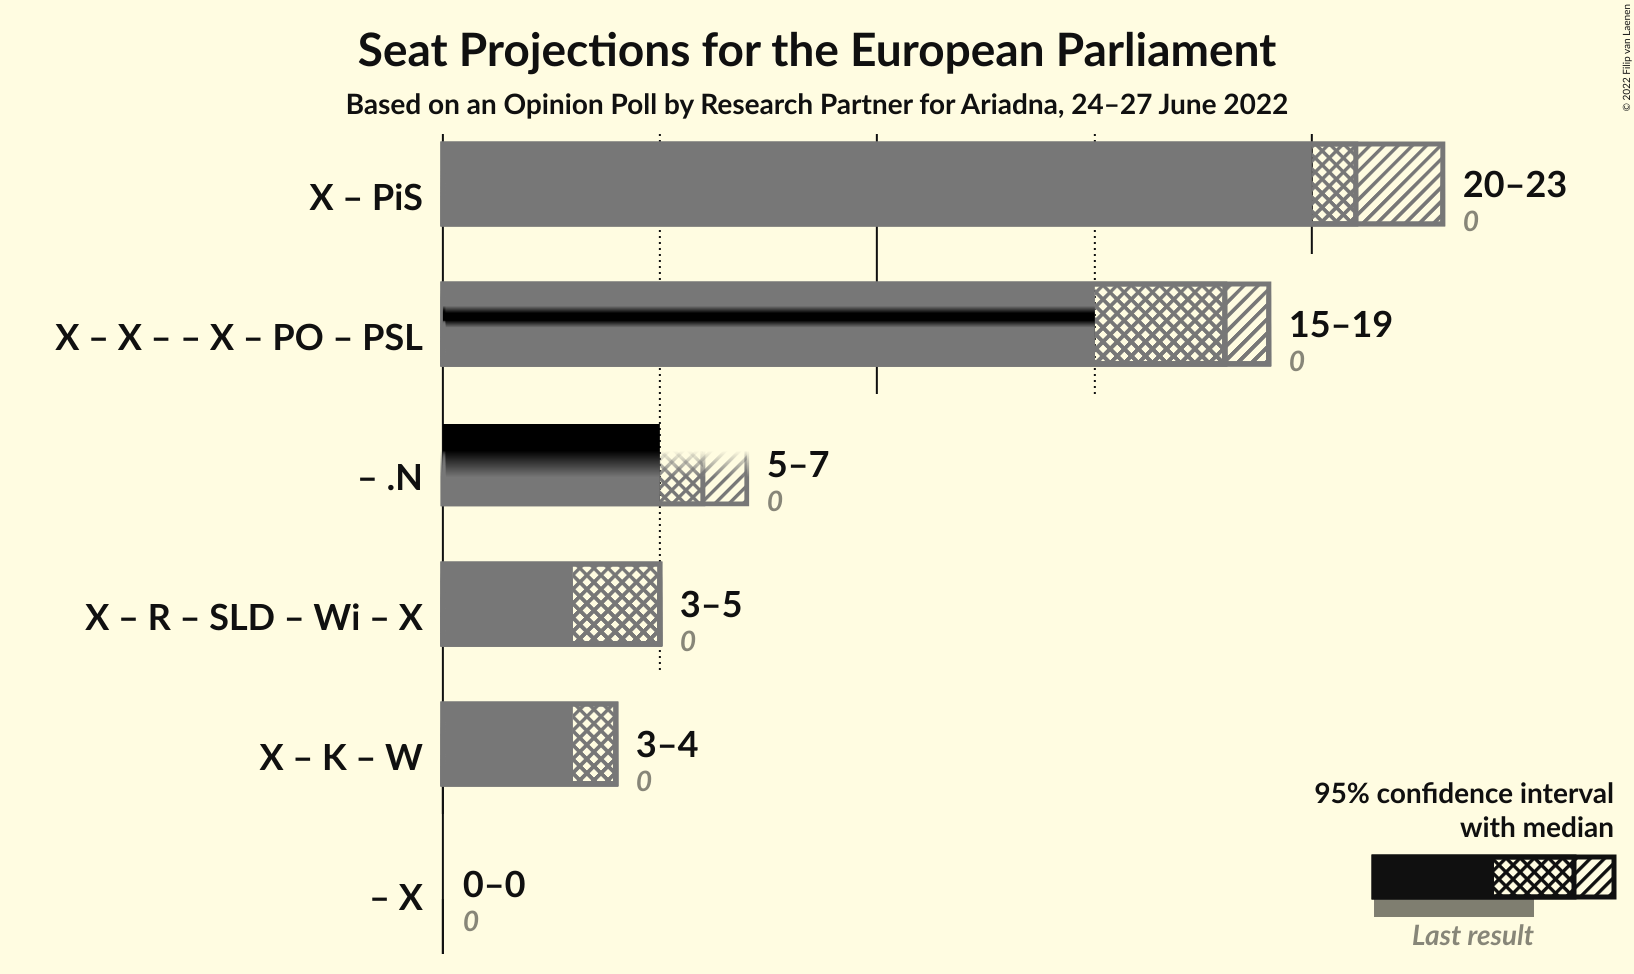 Seat Projections for the European Parliament
Based on an Opinion Poll by Research Partner for Ariadna, 24–27 June 2022
© 2022 Filip van Laenen
X – PiS
20–23
0
X – X – – X – PO – PSL
15–19
0
– .N
5–7
0
X – R – SLD – Wi – X
3–5
0
X – K – W
3–4
0
– X
0–0
0
95% confidence interval
with median
Last result